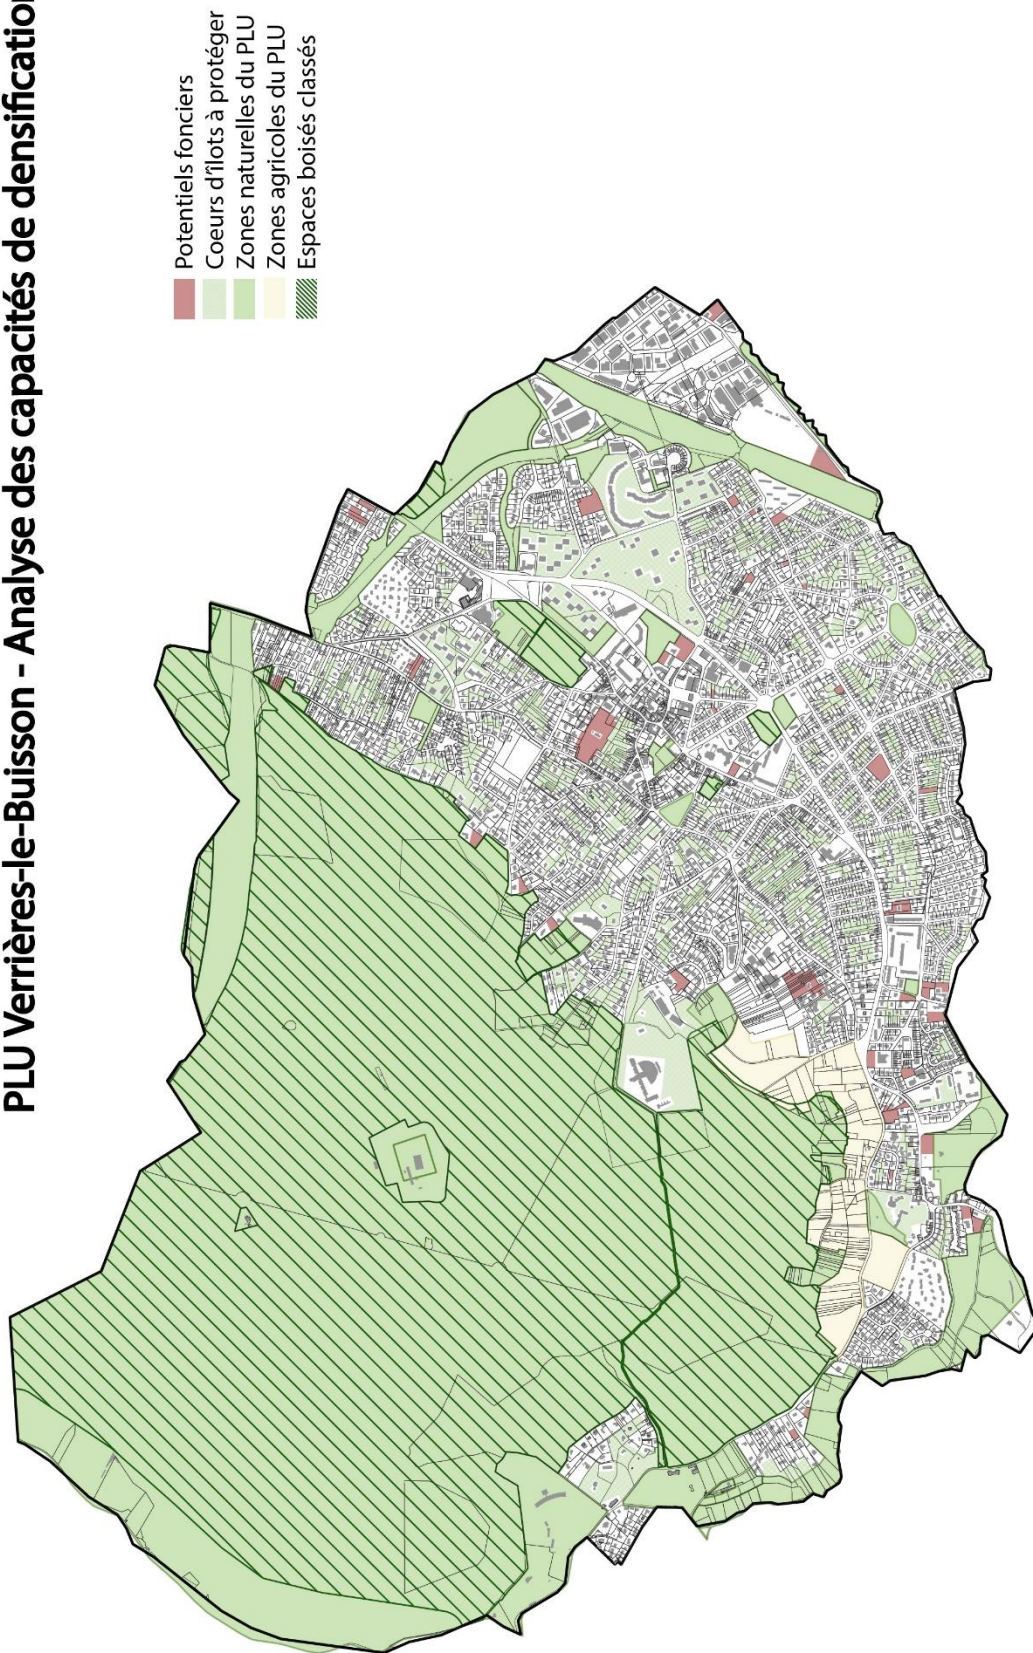 PLU Verrières-le-Buisson - Analyse des capacités de densification
Potentiels fonciers
Coeurs d'îlots à protéger
Zones naturelles du PLU
Zones agricoles du PLU
Espaces boisés classés